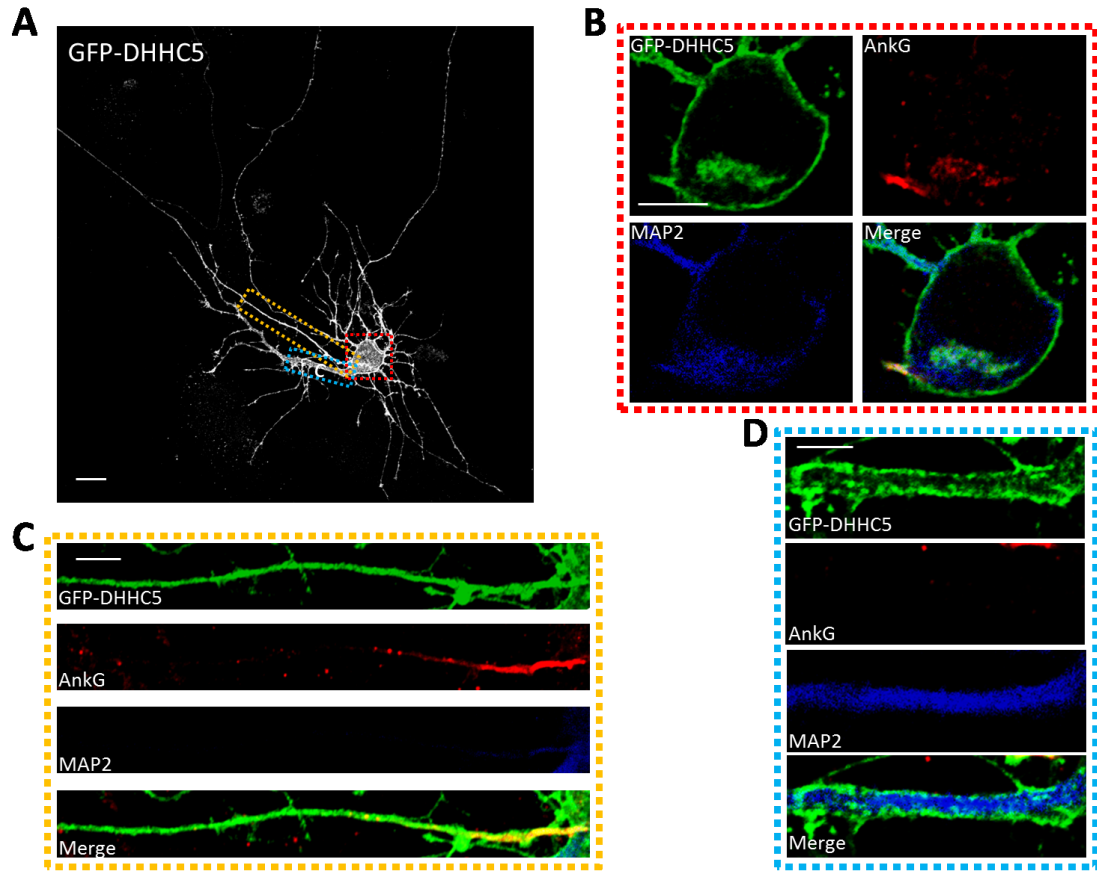 A
GFP-DHHC5
B
GFP-DHHC5
AnkG
MAP2
Merge
C
GFP-DHHC5
AnkG
MAP2
Merge
D
GFP-DHHC5
AnkG
MAP2
Merge